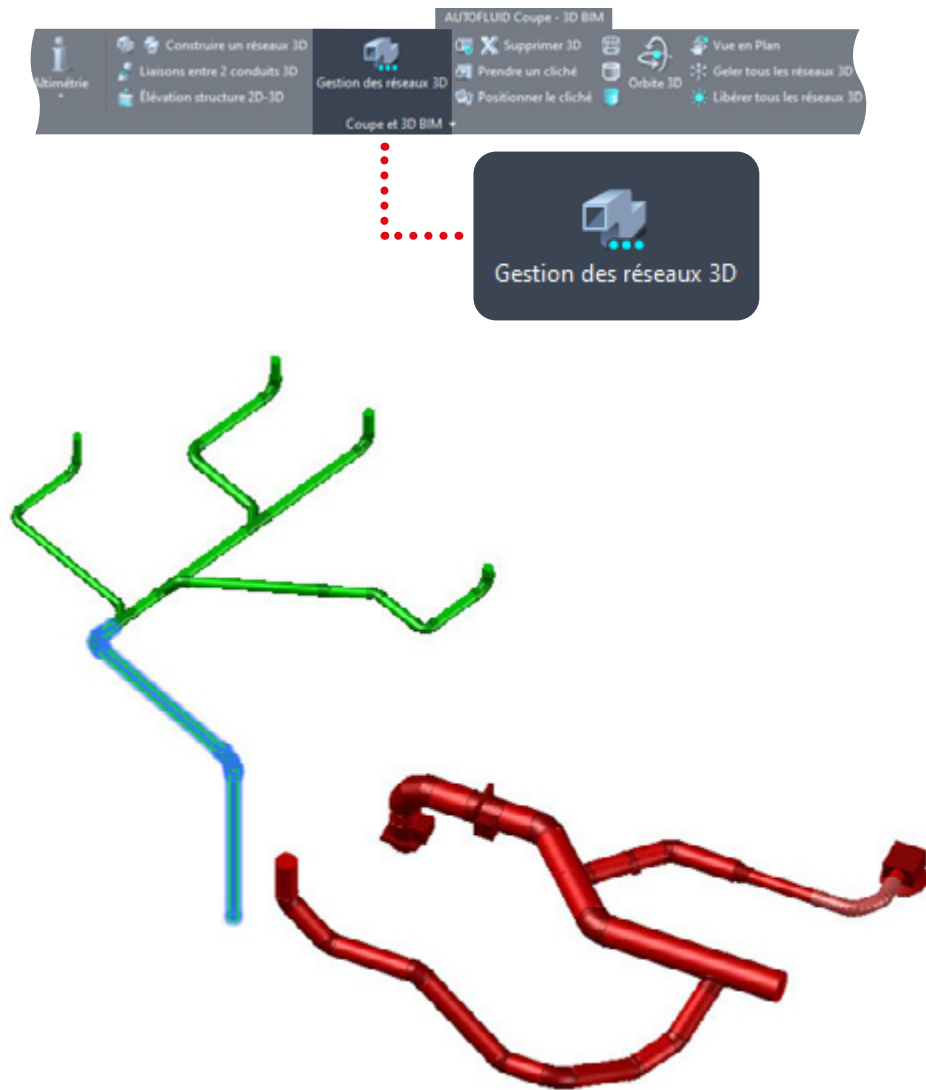 AUTOFLUID Coupe - 3D BIM
ltimétrie
Construire un réseaux 3D
Liaisons entre 2 conduits 3D
Élévation structure 2D-3D
Gestion des réseaux 3D
Coupe et 3D BIM
Supprimer 3D
Prendre un cliché
Positionner le cliché
Orbite 3D
Vue en Plan
Geler tous les réseaux 3D
Libérer tous les réseaux 3D
Gestion des réseaux 3D